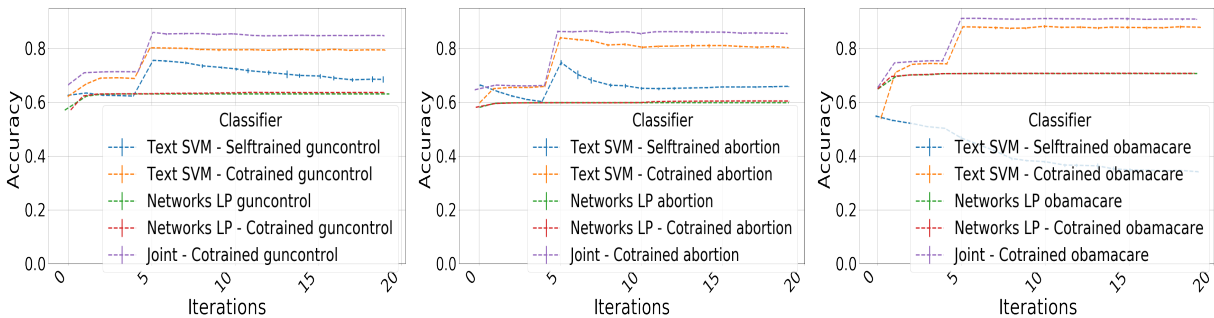 Accuracy
0.8
0.6
0.4
0.2
0.0
Classifier
Text SVM - Selftrained guncontrol
Text SVM - Cotrained guncontrol
Networks LP guncontrol
Networks LP - Cotrained guncontrol
Joint - Cotrained guncontrol
0
5
10
15
20
Iterations
Accuracy
0.8
0.6
0.4
0.2
0.0
Classifier
Text SVM - Selftrained abortion
Text SVM - Cotrained abortion
Networks LP abortion
Networks LP - Cotrained abortion
Joint - Cotrained abortion
0
5
10
15
20
Iterations
Accuracy
0.8
0.6
0.4
0.2
0.0
Classifier
Text SVM - Selftrained obamacare
Text SVM - Cotrained obamacare
Networks LP obamacare
Networks LP - Cotrained obamacare
Joint - Cotrained obamacare
0
5
10
15
20
Iterations